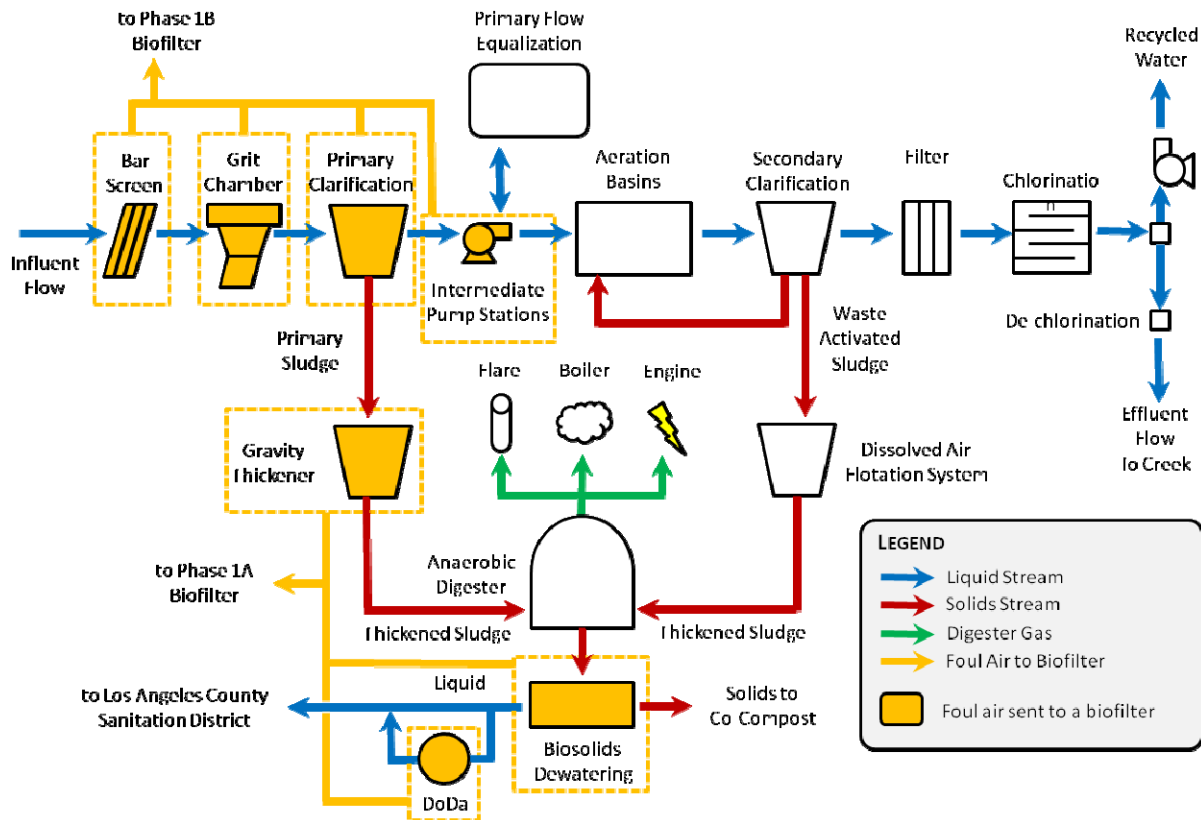 to Phase 1B
Biofilter
Primary Flow
Equalization
Recycled
Water
Bar
Screen
Grit
Chamber
Primary
Clarification
Aeration
Basins
Secondary
Clarification
Filter
Chlorinatio
n
Influent
Flow
Intermediate
Pump Stations
De-chlorination
Primary
Sludge
Waste
Activated
Sludge
Flare
Boiler
Engine
Effluent
Flow
To Creek
Gravity
Thickener
Dissolved Air
Flotation System
to Phase 1A
Biofilter
Anaerobic
Digester
Thickened Sludge
Thickened Sludge
LEGEND
Liquid Stream
Solids Stream
Digester Gas
Foul Air to Biofilter
Foul air sent to a biofilter
to Los Angeles County
Sanitation District
Liquid
Solids to
Co Compost
Biosolids
Dewatering
DoDa